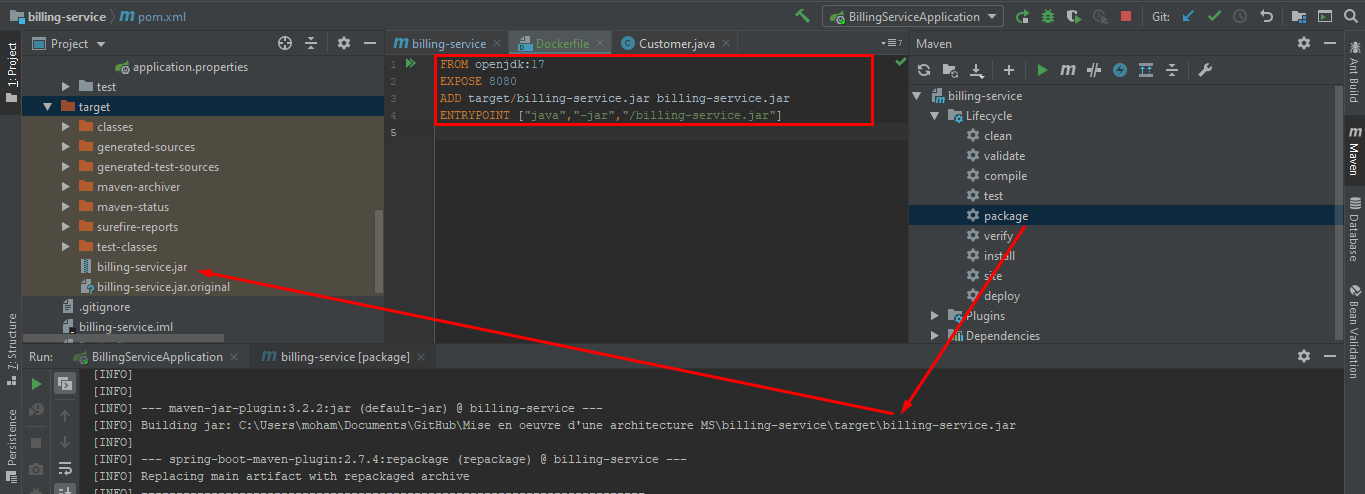 billing-service
pom.xml
BillingServiceApplication
Git:
1: Project
7: Structure
Persistence
Project
application.properties
test
target
classes
generated-sources
generated-test-sources
maven-archiver
maven-status
surefire-reports
test-classes
billing-service.jar
billing-service.jar.original
.gitignore
billing-service.iml
billing-service
Dockerfile
Customer.java
7
1 FROM openjdk:17
2 EXPOSE 8080
3 ADD target/billing-service.jar billing-service.jar
4 ENTRYPOINT ["java","-jar","/billing-service.jar"]
5
Maven
billing-service
Lifecycle
clean
validate
compile
test
package
verify
install
site
deploy
Plugins
Dependencies
Ant Build
Maven
Database
Bean Validation
Run:
BillingServiceApplication
billing-service [package]
[INFO]
[INFO]
[INFO] --- maven-jar-plugin:3.2.2:jar (default-jar) @ billing-service ---
[INFO] Building jar: C:\Users\moham\Documents\GitHub\Mise en oeuvre d'une architecture MS\billing-service\target\billing-service.jar
[INFO]
[INFO] --- spring-boot-maven-plugin:2.7.4:repackage (repackage) @ billing-service ---
[INFO] Replacing main artifact with repackaged archive
[INFO] ------------------------------------------------------------------------